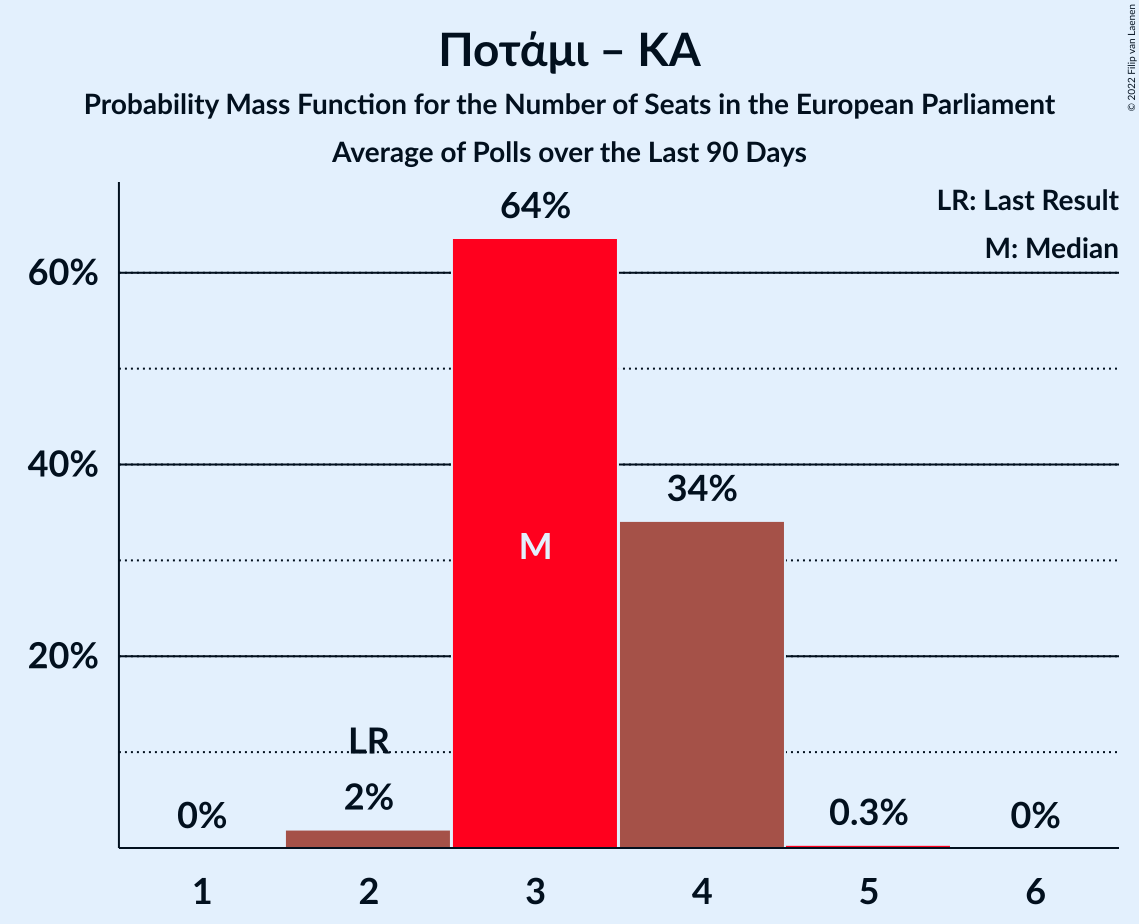 Ποτάμι – ΚΑ
Probability Mass Function for the Number of Seats in the European Parliament
Average of Polls over the Last 90 Days
© 2022 Filip van Laenen
LR: Last Result
M: Median
64%
60%
40%
34%
M
20%
LR
2%
0%
0.3%
0%
1 2 3 4 5 6